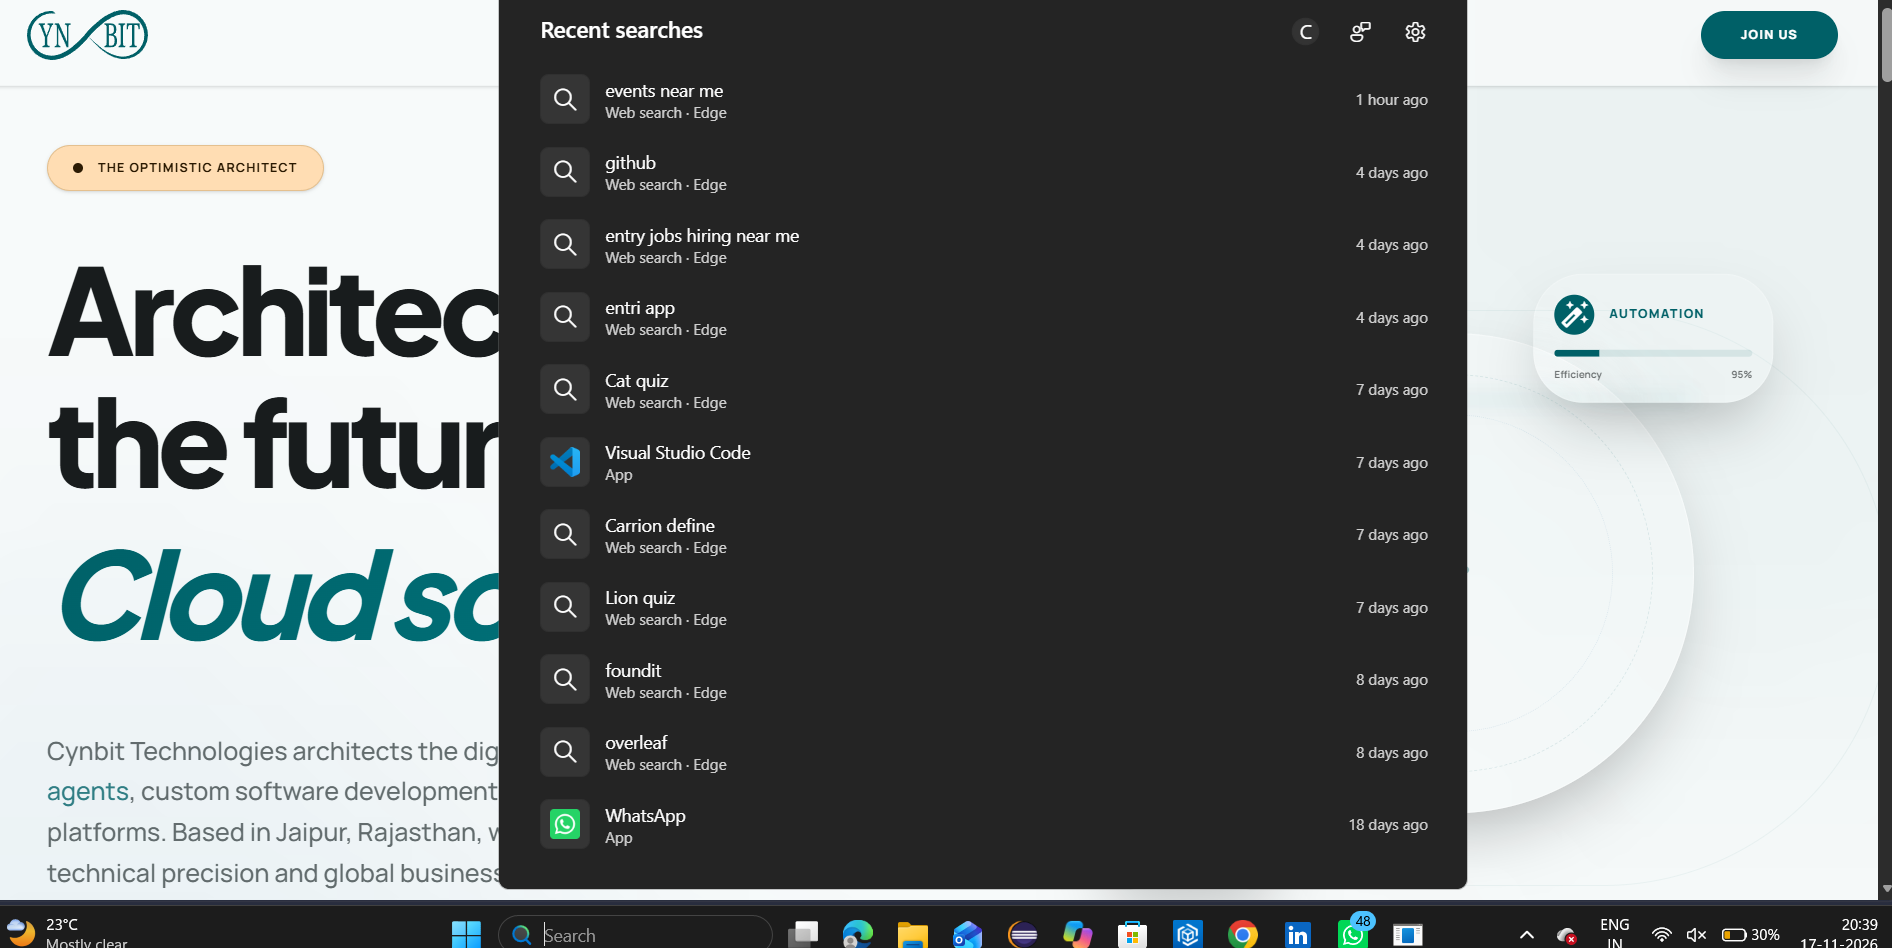 YN BIT
JOIN US
THE OPTIMISTIC ARCHITECT
Architec
the futur
Cloud so
Cynbit Technologies architects the dig
agents, custom software development
platforms. Based in Jaipur, Rajasthan, w
technical precision and global business
Recent searches
C
events near me
Web search · Edge
1 hour ago
github
Web search · Edge
4 days ago
entry jobs hiring near me
Web search · Edge
4 days ago
entri app
Web search · Edge
4 days ago
Cat quiz
Web search · Edge
7 days ago
Visual Studio Code
App
7 days ago
Carrion define
Web search · Edge
7 days ago
Lion quiz
Web search · Edge
7 days ago
foundit
Web search · Edge
8 days ago
overleaf
Web search · Edge
8 days ago
WhatsApp
App
18 days ago
AUTOMATION
Efficiency 95%
23°C
Mostly clear
Search
in
48
ENG
IN
30%
20:39
17-11-2026